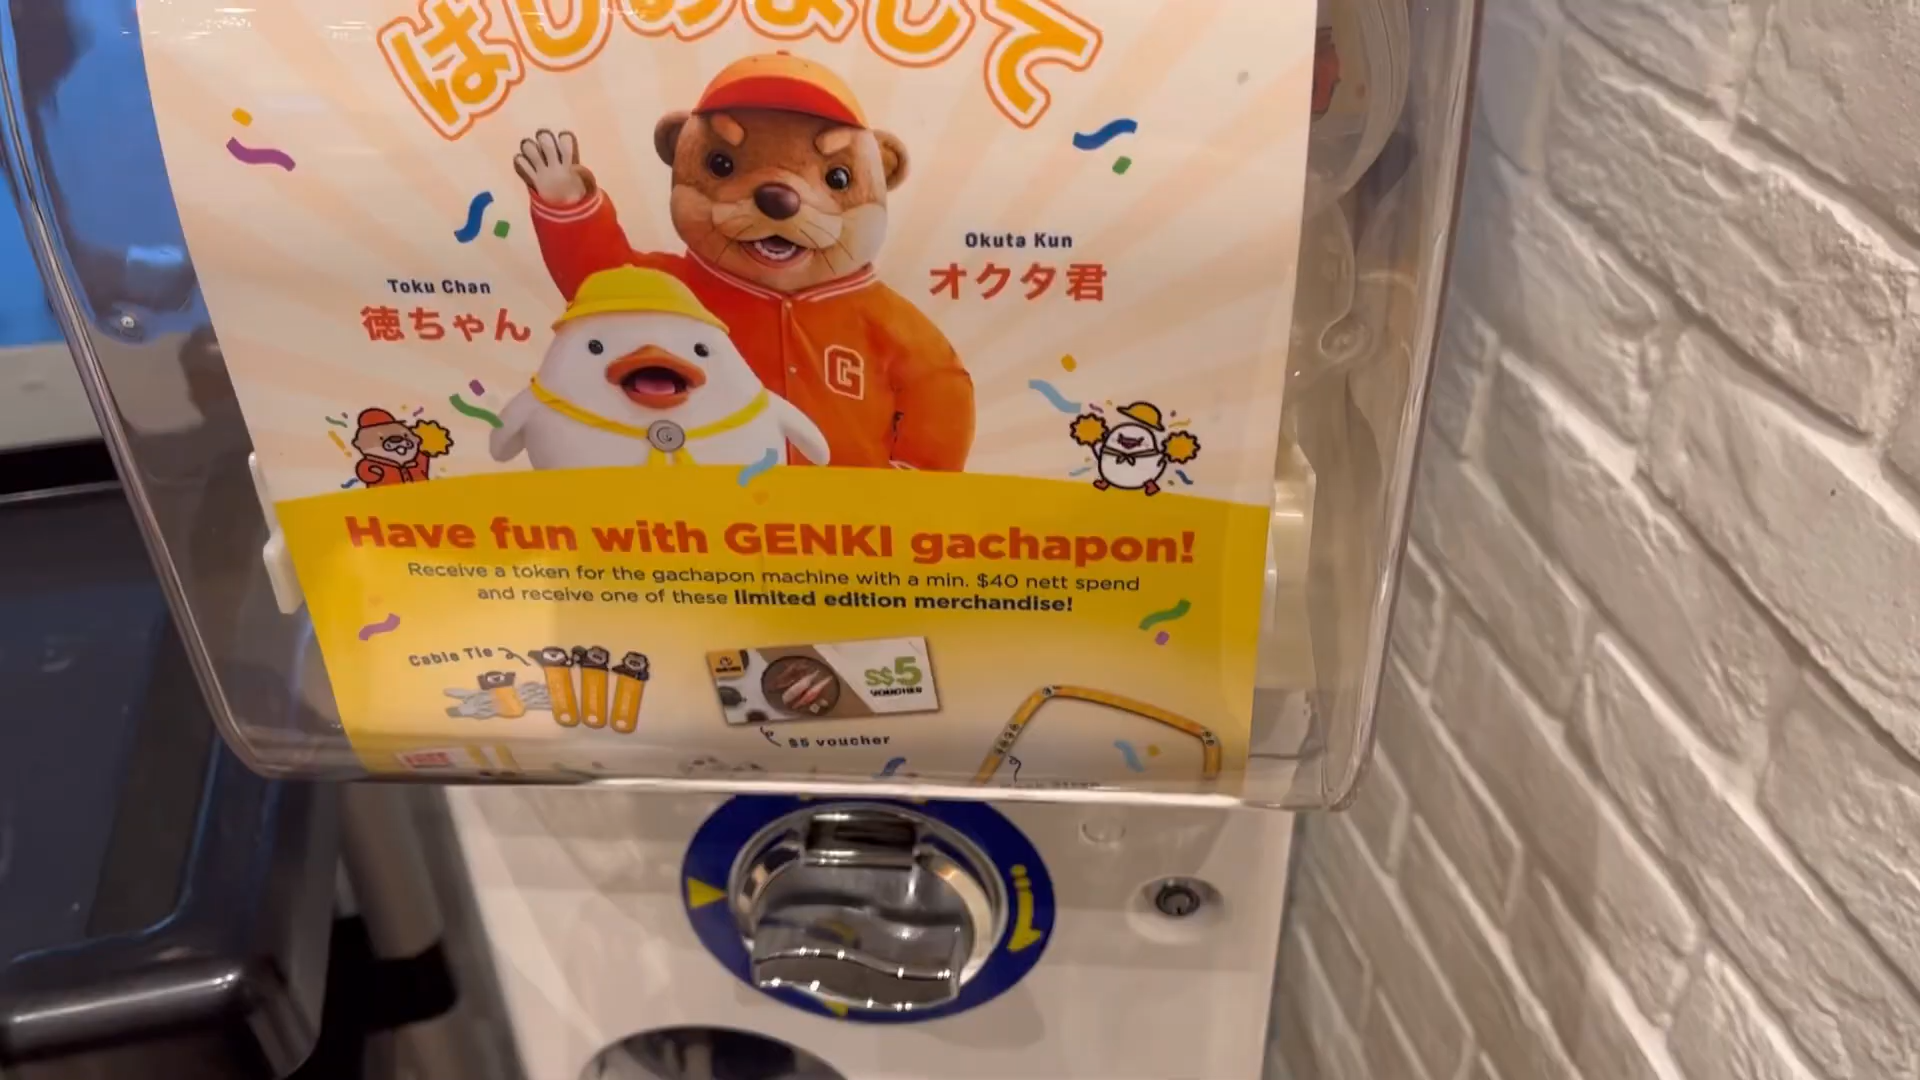 はじめまして
Okuta Kun
オクタ君
Toku Chan
徳ちゃん
G
Have fun with GENKI gachapon!
Receive a token for the gachapon machine with a min. $40 nett spend
and receive one of these limited edition merchandise!
Cable Tie
S$5
VOUCHER
$5 voucher
FREE